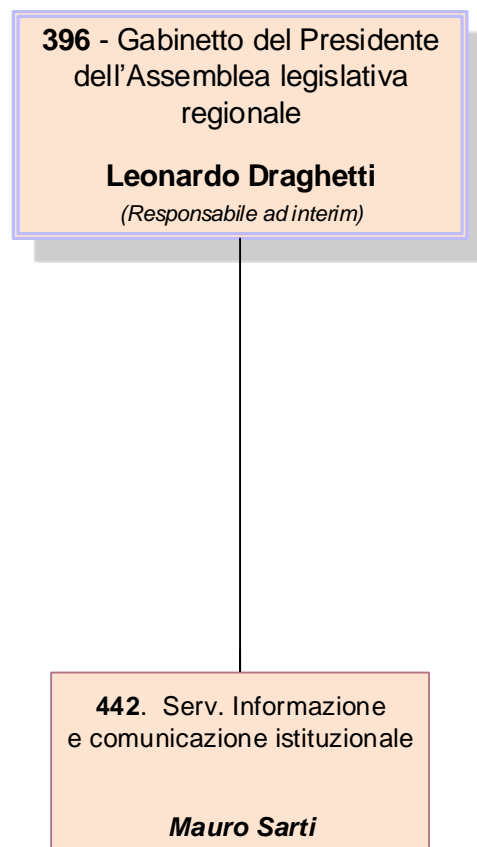 396 - Gabinetto del Presidente
dell'Assemblea legislativa
regionale
Leonardo Draghetti
(Responsabile ad interim)
442.  Serv. Informazione
e comunicazione istituzionale
Mauro Sarti